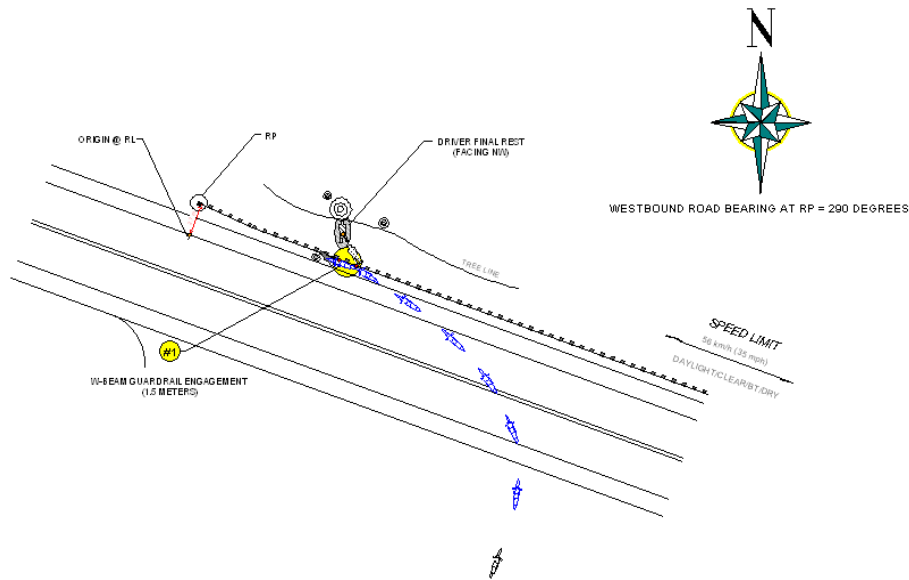 N
ORIGIN @ RL
RP
DRIVER FINAL REST
(FACING NW)
WESTBOUND ROAD BEARING AT RP = 290 DEGREES
TREE LINE
SPEED LIMIT
56 km/h (35 mph)
DAYLIGHT/CLEAR/BT/DRY
#1
W-BEAM GUARDRAIL ENGAGEMENT
(1.5 METERS)